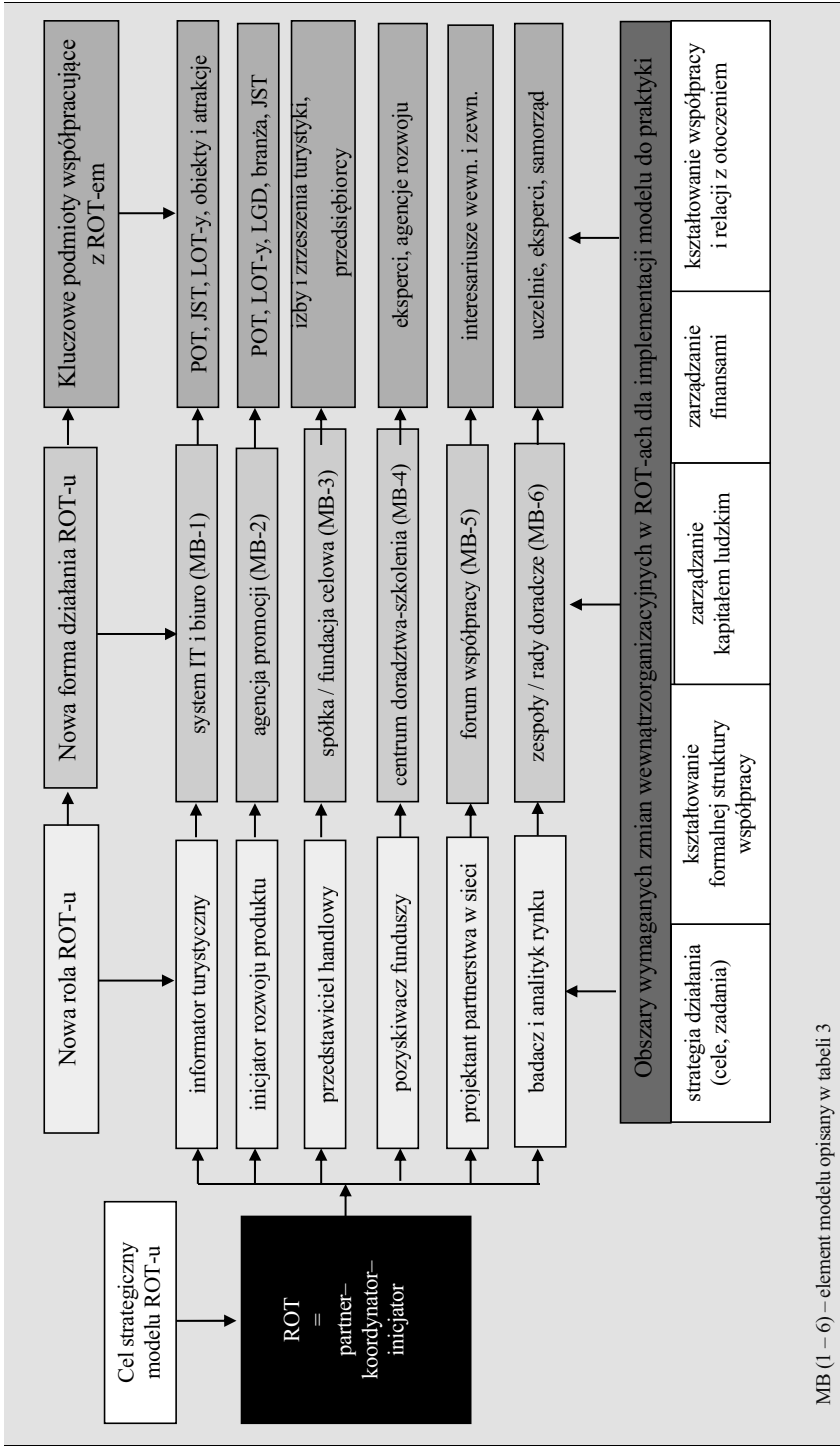 Cel strategiczny
modelu ROT-u
ROT
=
partner–
koordynator–
inicjator
Nowa rola ROT-u
informator turystyczny
inicjator rozwoju produktu
przedstawiciel handlowy
pozyskiwacz funduszy
projektant partnerstwa w sieci
badacz i analityk rynku
Nowa forma działania ROT-u
system IT i biuro (MB-1)
agencja promocji (MB-2)
spółka / fundacja celowa (MB-3)
centrum doradztwa-szkolenia (MB-4)
forum współpracy (MB-5)
zespoły / rady doradcze (MB-6)
Kluczowe podmioty współpracujące
z ROT-em
POT, JST, LOT-y, obiekty i atrakcje
POT, LOT-y, LGD, branża, JST
izby i zrzeszenia turystyki,
przedsiębiorcy
eksperci, agencje rozwoju
interesariusze wewn. i zewn.
uczelnie, eksperci, samorząd
Obszary wymaganych zmian wewnątrzorganizacyjnych w ROT-ach dla implementacji modelu do praktyki
strategia działania
(cele, zadania)
kształtowanie
formalnej struktury
współpracy
zarządzanie
kapitałem ludzkim
zarządzanie
finansami
kształtowanie współpracy
i relacji z otoczeniem
MB (1 – 6) – element modelu opisany w tabeli 3